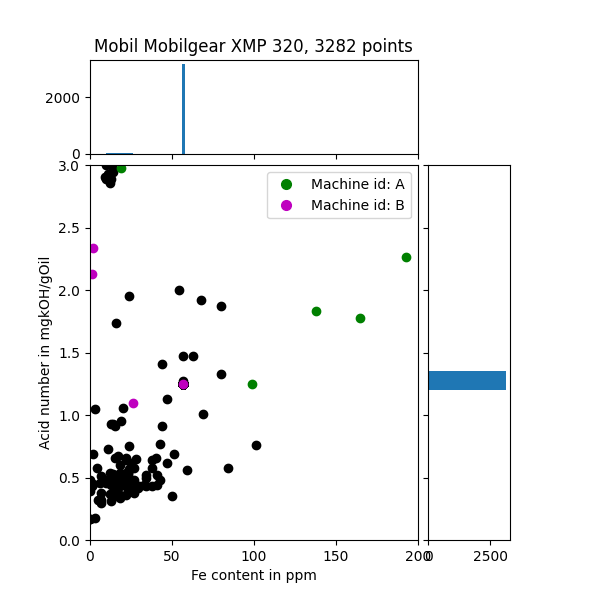 Mobil Mobilgear XMP 320, 3282 points
2000
0
3.0
2.5
2.0
1.5
1.0
0.5
0.0
Acid number in mgkOH/gOil
Machine id: A
Machine id: B
0 50 100 150 200
0 2500
Fe content in ppm